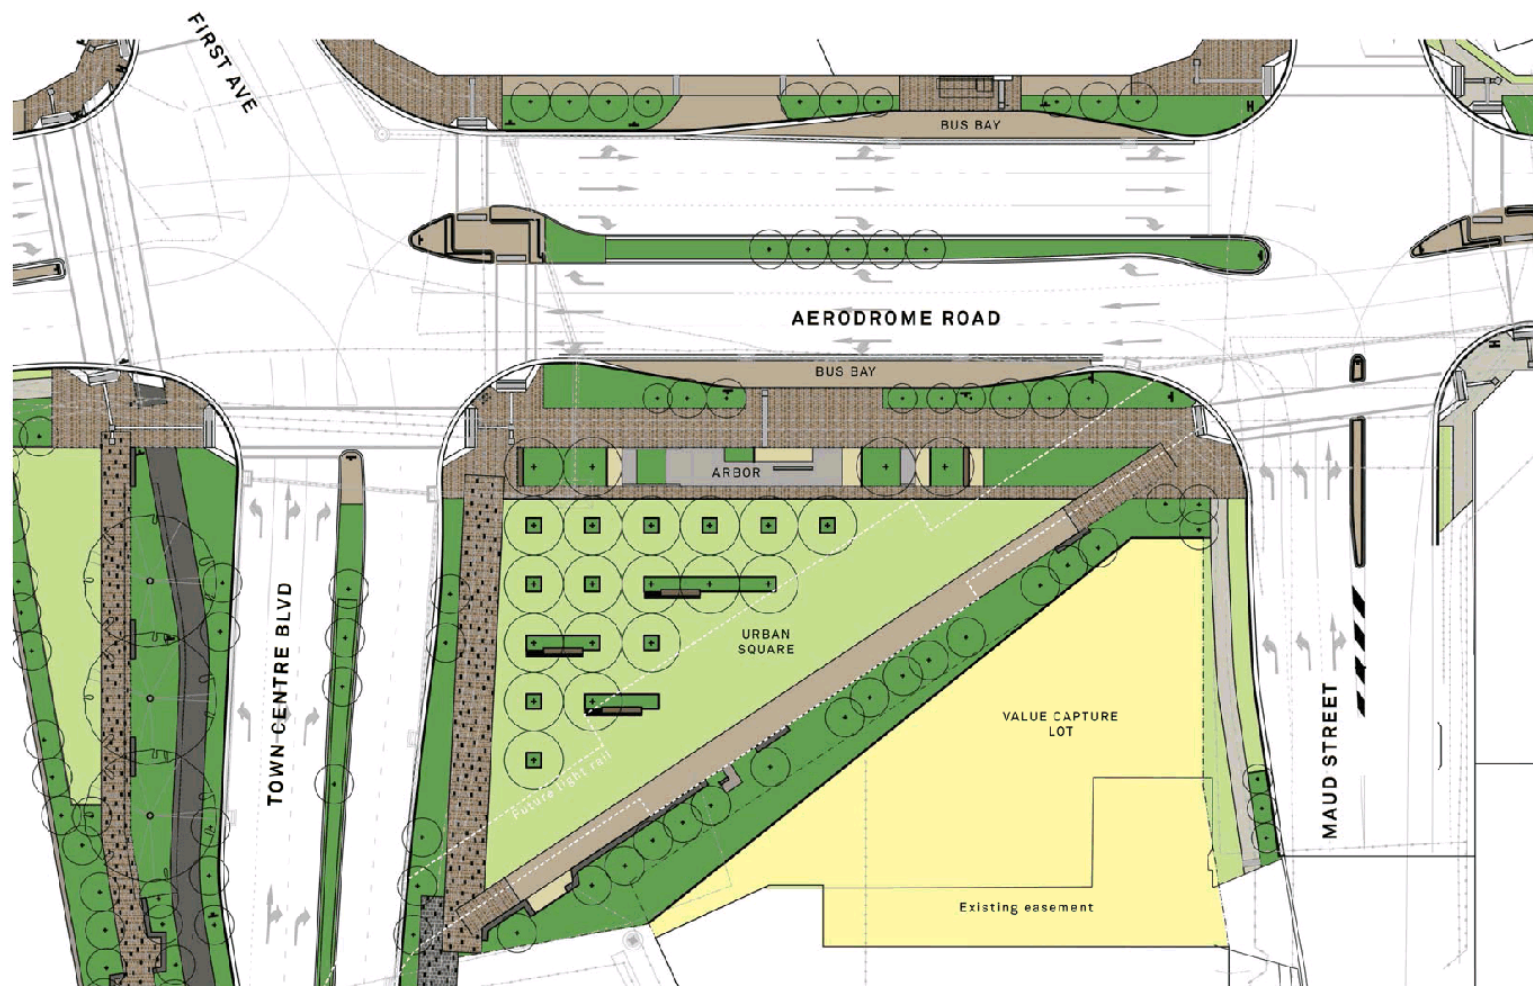 FIRST AVE
BUS BAY
AERODROME ROAD
BUS BAY
ARBOR
URBAN
SQUARE
TOWN CENTRE BLVD
VALUE CAPTURE
LOT
MAUD STREET
Future light rail
Existing easement